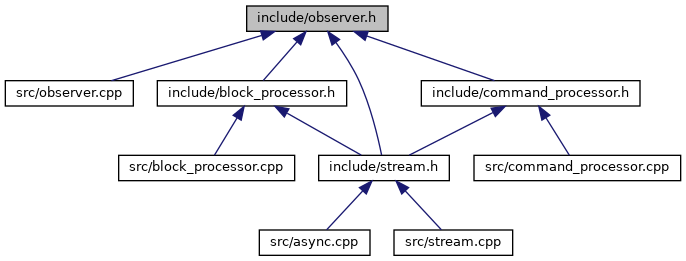 include/observer.h
src/observer.cpp
include/block_processor.h
include/command_processor.h
src/block_processor.cpp
include/stream.h
src/command_processor.cpp
src/async.cpp
src/stream.cpp